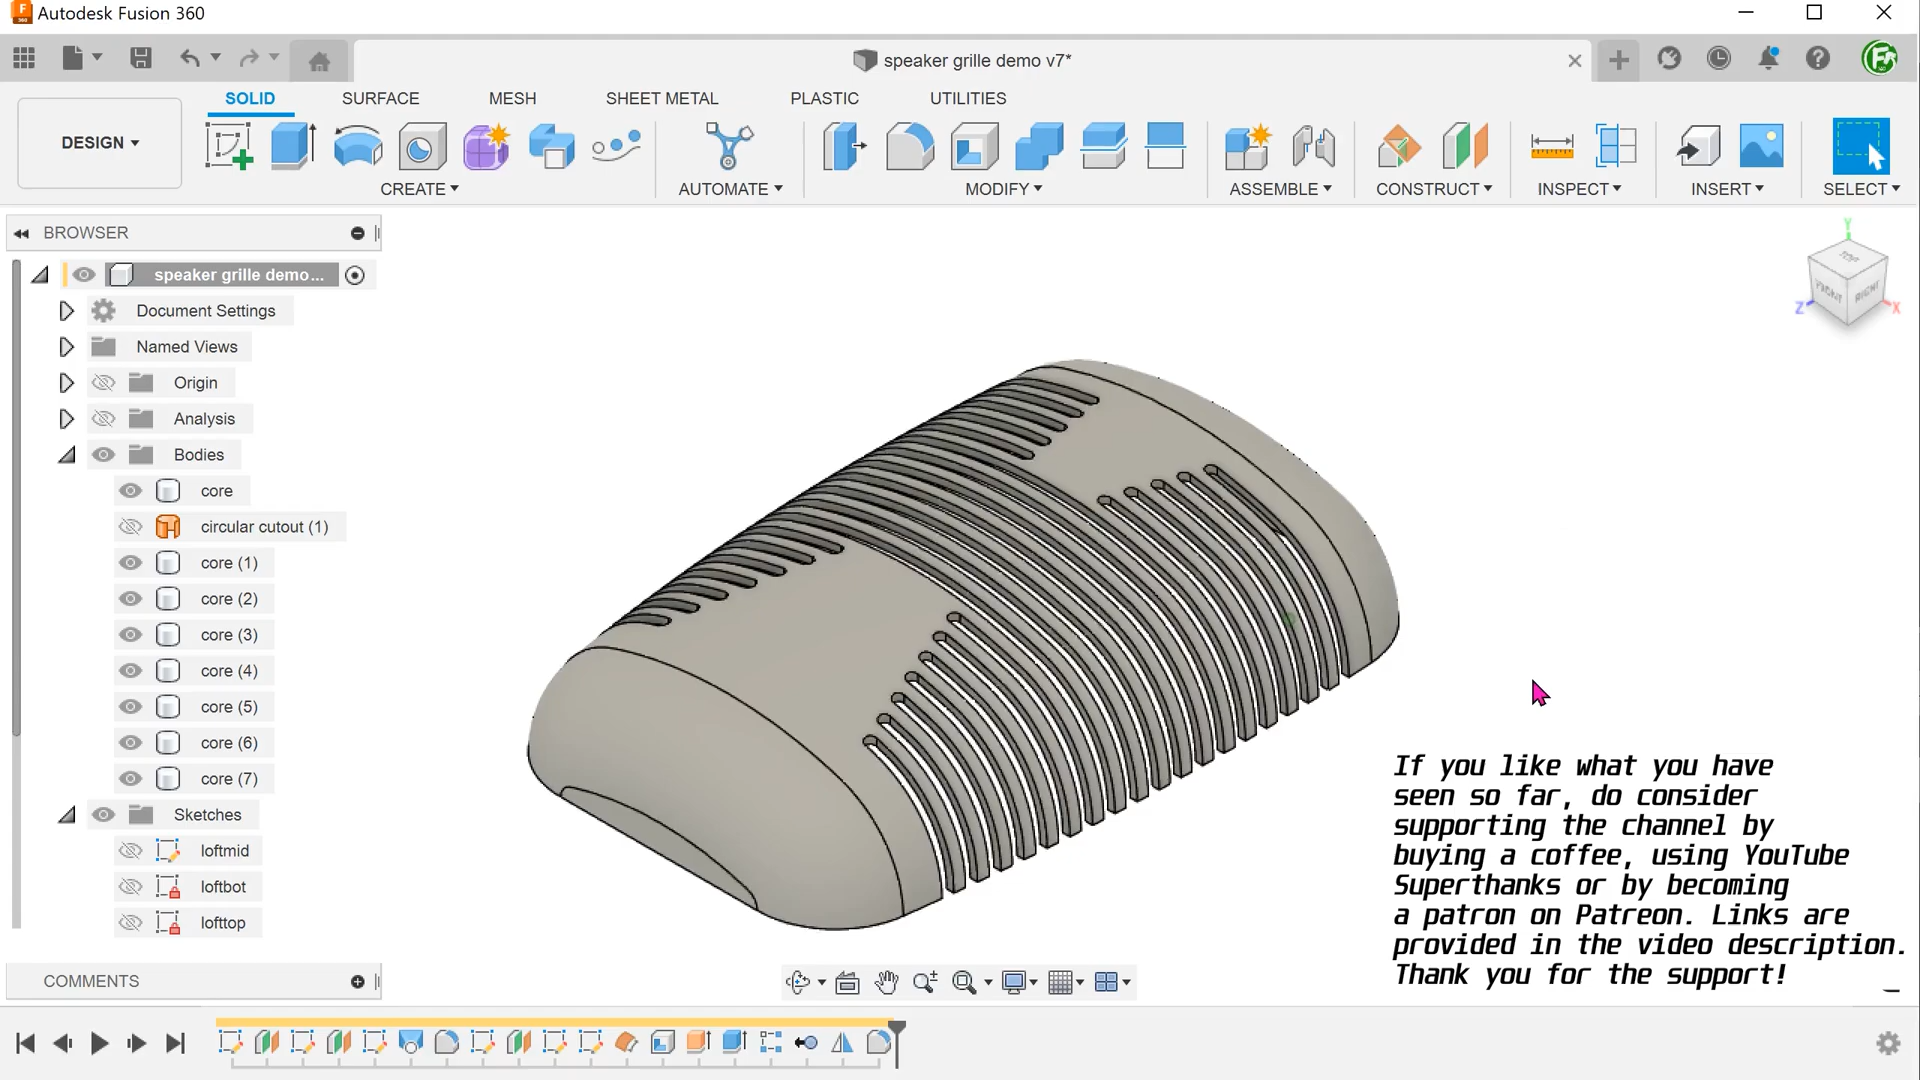 Autodesk Fusion 360
speaker grille demo v7*
DESIGN
SOLID
SURFACE
MESH
SHEET METAL
PLASTIC
UTILITIES
CREATE
AUTOMATE
MODIFY
ASSEMBLE
CONSTRUCT
INSPECT
INSERT
SELECT
BROWSER
speaker grille demo...
Document Settings
Named Views
Origin
Analysis
Bodies
core
circular cutout (1)
core (1)
core (2)
core (3)
core (4)
core (5)
core (6)
core (7)
Sketches
loftmid
loftbot
lofttop
COMMENTS
Y
TOP
FRONT
RIGHT
Z
X
If you like what you have
seen so far, do consider
supporting the channel by
buying a coffee, using YouTube
Superthanks or by becoming
a patron on Patreon. Links are
provided in the video description.
Thank you for the support!